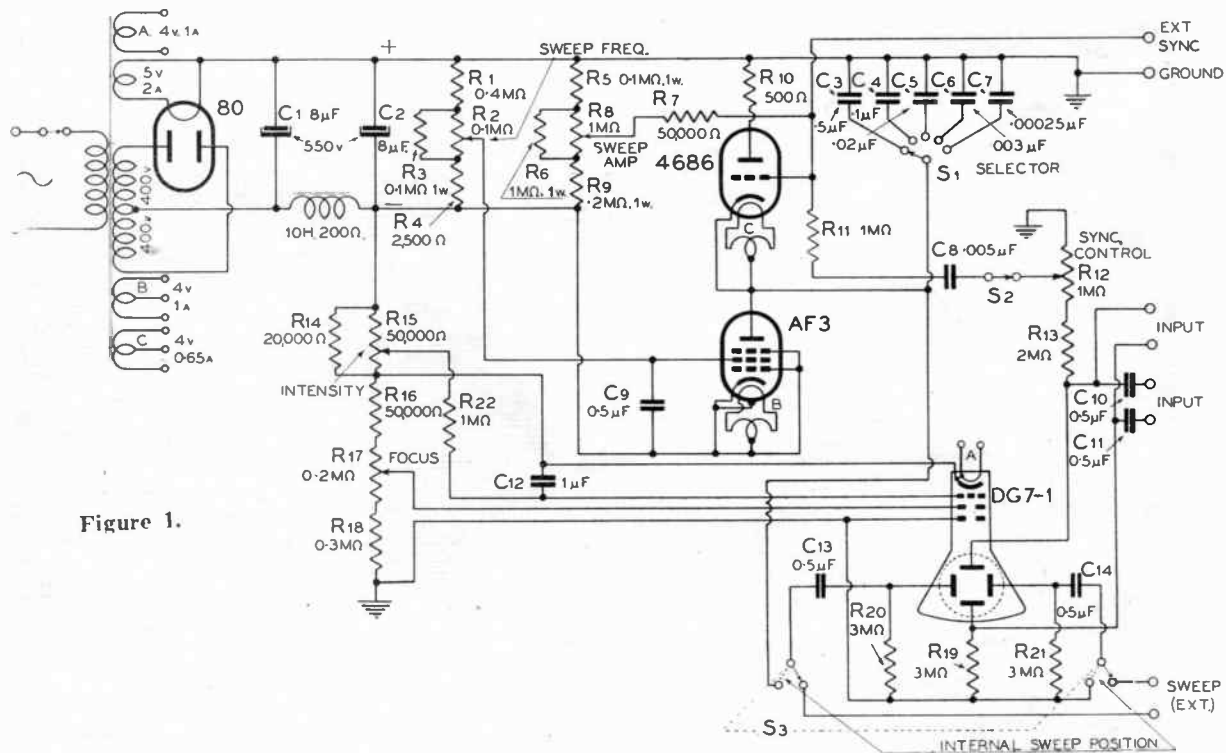 A. 4v. 1A
5v
2A
80
400v
400v
B
4v
1A
C
4v
0.65A
C1 8µF
550v
C2
8µF
+
−
10H. 200Ω
SWEEP FREQ.
R1
0.4MΩ
R2
0.1MΩ
R3
0.1MΩ 1w.
R4
2,500Ω
R5 0.1MΩ, 1w.
R8
1MΩ
SWEEP
AMP
R6
1MΩ. 1w.
R9
.2MΩ, 1w.
R7
50,000Ω
R10
500Ω
4686
C
R11 1MΩ
C3
.5µF
C4
.1µF
C5
.02µF
C6
.003µF
C7
.00025µF
S1
SELECTOR
EXT
SYNC
GROUND
C8 .005µF
S2
SYNC.
CONTROL
R12
1MΩ
R13
2MΩ
INPUT
C10
0.5µF
INPUT
C11
0.5µF
AF3
B
C9
0.5µF
R14
20,000Ω
R15
50,000Ω
INTENSITY
R16
50,000Ω
R22
1MΩ
R17
0.2MΩ
FOCUS
C12
1µF
R18
0.3MΩ
Figure 1.
A
DG7-1
C13
0.5µF
C14
0.5µF
R20
3MΩ
R19
3MΩ
R21
3MΩ
S3
SWEEP
(EXT.)
INTERNAL SWEEP POSITION